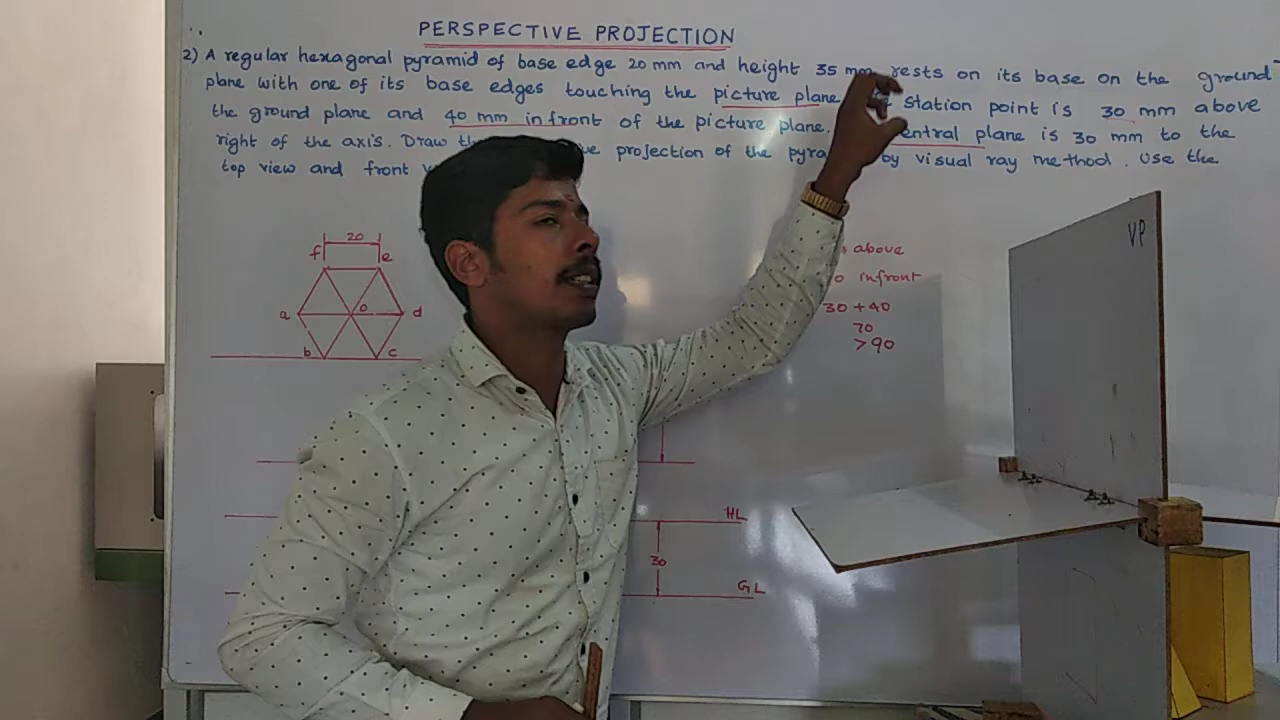 PERSPECTIVE PROJECTION
2) A regular hexagonal pyramid of base edge 20 mm and height 35 mm rests on its base on the ground
plane with one of its base edges touching the picture plane station point is 30 mm above
the ground plane and 40 mm infront of the picture plane. entral plane is 30 mm to the
right of the axis. Draw projection of the by visual ray method. Use the
top view and front
20
f e
a o d
b c
above
infront
30 + 40
70
> 90
HL
30
GL
VP